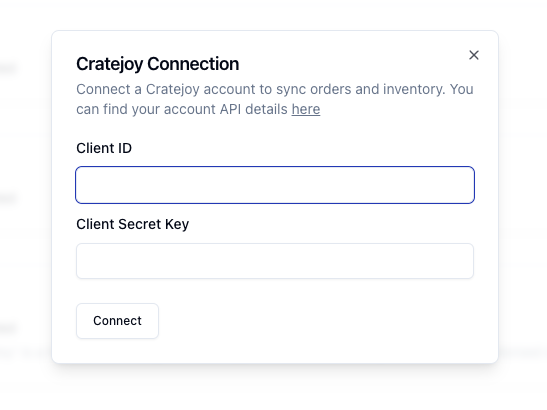 Cratejoy Connection
Connect a Cratejoy account to sync orders and inventory. You
can find your account API details here
Client ID
Client Secret Key
Connect